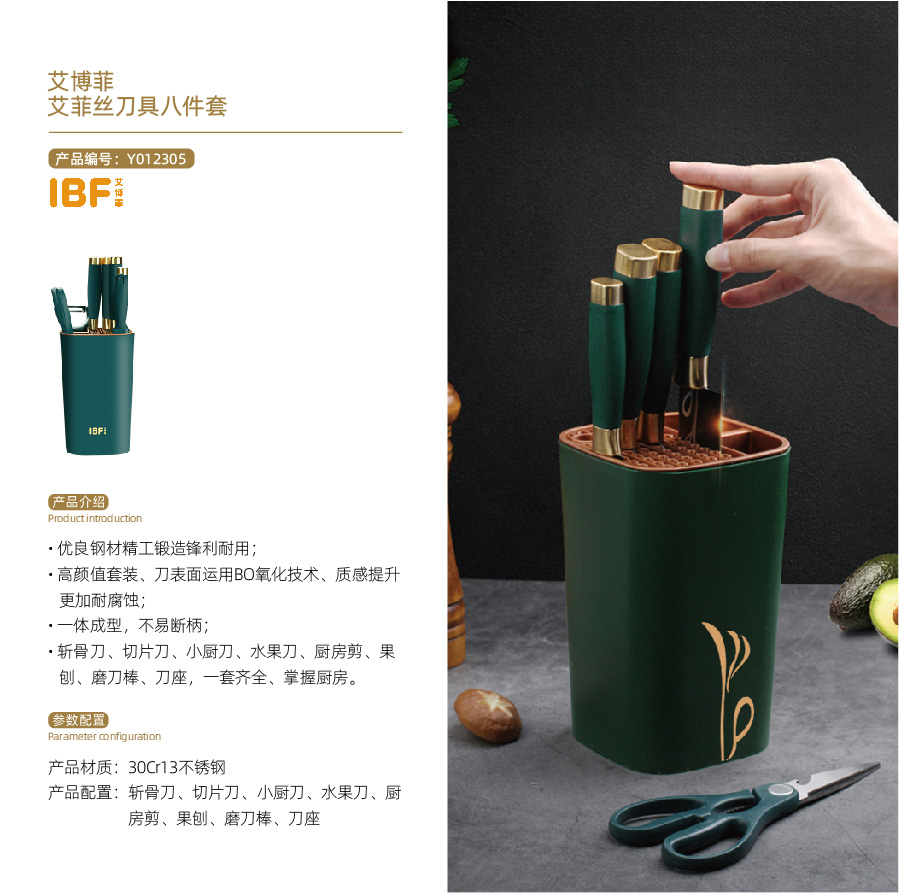 艾博菲
艾菲丝刀具八件套
产品编号：Y012305
IBF艾博菲
IBF
产品介绍
Product introduction
• 优良钢材精工锻造锋利耐用；
• 高颜值套装、刀表面运用BO氧化技术、质感提升
更加耐腐蚀；
• 一体成型，不易断柄；
• 斩骨刀、切片刀、小厨刀、水果刀、厨房剪、果
刨、磨刀棒、刀座，一套齐全、掌握厨房。
参数配置
Parameter configuration
产品材质：30Cr13不锈钢
产品配置：斩骨刀、切片刀、小厨刀、水果刀、厨
房剪、果刨、磨刀棒、刀座